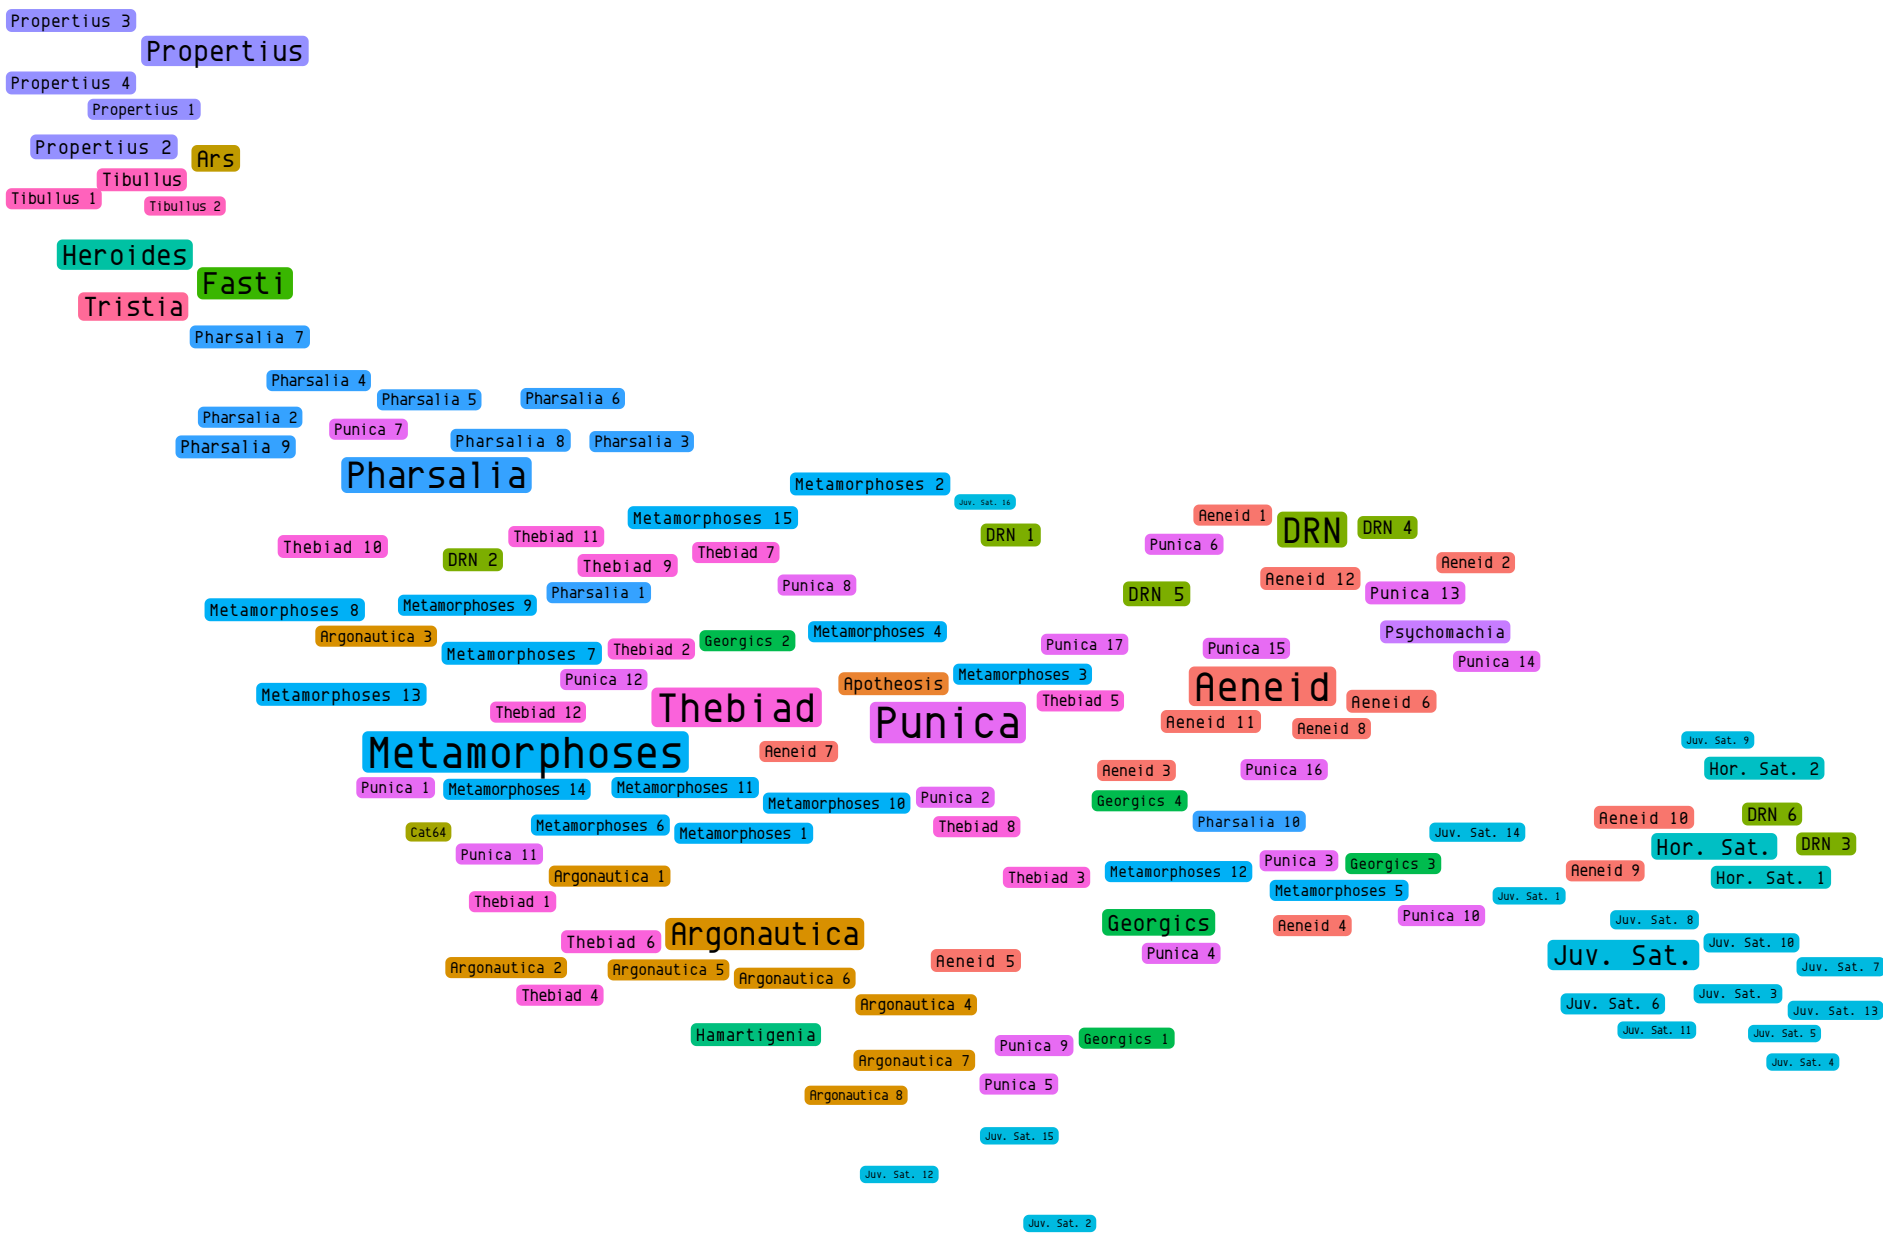 Propertius 3
Propertius
Propertius 4
Propertius 1
Propertius 2
Ars
Tibullus
Tibullus 1
Tibullus 2
Heroides
Fasti
Tristia
Pharsalia 7
Pharsalia 4
Pharsalia 5
Pharsalia 6
Pharsalia 2
Punica 7
Pharsalia 9
Pharsalia 8
Pharsalia 3
Pharsalia
Metamorphoses 2
Juv. Sat. 16
Metamorphoses 15
Aeneid 1
DRN
DRN 4
Thebiad 10
Thebiad 11
DRN 1
Punica 6
DRN 2
Thebiad 9
Thebiad 7
Aeneid 2
Pharsalia 1
Punica 8
Aeneid 12
Punica 13
DRN 5
Metamorphoses 8
Metamorphoses 9
Argonautica 3
Metamorphoses 4
Psychomachia
Metamorphoses 7
Thebiad 2
Georgics 2
Punica 17
Punica 15
Punica 14
Metamorphoses 13
Punica 12
Apotheosis
Metamorphoses 3
Aeneid
Thebiad 12
Thebiad
Punica
Thebiad 5
Aeneid 6
Aeneid 11
Aeneid 8
Metamorphoses
Aeneid 7
Juv. Sat. 9
Aeneid 3
Punica 16
Hor. Sat. 2
Punica 1
Metamorphoses 14
Metamorphoses 11
Metamorphoses 10
Punica 2
Georgics 4
Cat64
Metamorphoses 6
Metamorphoses 1
Thebiad 8
Pharsalia 10
Juv. Sat. 14
Aeneid 10
DRN 6
Punica 11
Hor. Sat.
DRN 3
Argonautica 1
Thebiad 3
Metamorphoses 12
Punica 3
Georgics 3
Aeneid 9
Hor. Sat. 1
Thebiad 1
Metamorphoses 5
Juv. Sat. 1
Georgics
Aeneid 4
Punica 10
Juv. Sat. 8
Thebiad 6
Argonautica
Punica 4
Juv. Sat.
Juv. Sat. 10
Argonautica 2
Argonautica 5
Argonautica 6
Aeneid 5
Juv. Sat. 7
Thebiad 4
Argonautica 4
Juv. Sat. 6
Juv. Sat. 3
Juv. Sat. 13
Hamartigenia
Punica 9
Georgics 1
Juv. Sat. 11
Juv. Sat. 5
Argonautica 7
Juv. Sat. 4
Argonautica 8
Punica 5
Juv. Sat. 15
Juv. Sat. 12
Juv. Sat. 2